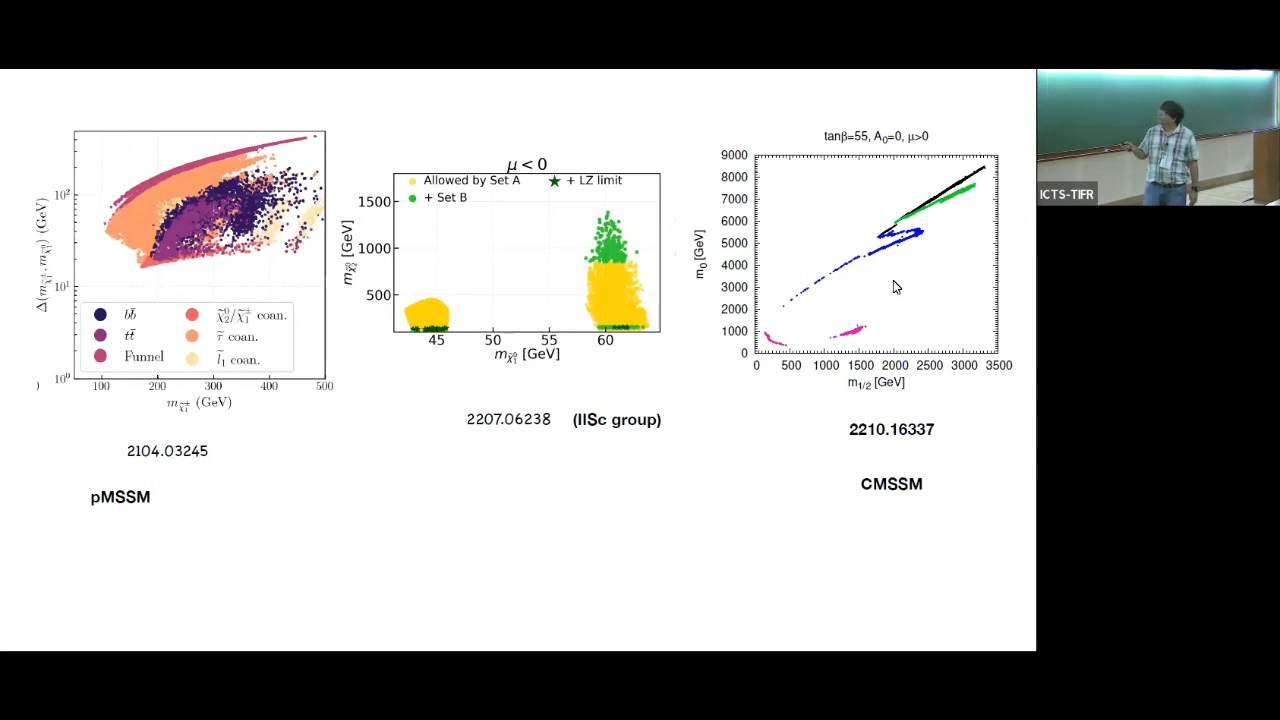 10²
10¹
10⁰
Δ(m_χ̃₁±, m_χ̃₁⁰) (GeV)
bb̄
tt̄
Funnel
χ̃₂⁰/χ̃₁± coan.
τ̃ coan.
l̃₁ coan.
100 200 300 400 500
m_χ̃₁± (GeV)
)
2104.03245
pMSSM
μ < 0
Allowed by Set A
+ LZ limit
+ Set B
1500
1000
500
m_χ̃₂⁰ [GeV]
45 50 55 60
m_χ̃₁⁰ [GeV]
2207.06238 (IISc group)
tanβ=55, A₀=0, μ>0
9000
8000
7000
6000
5000
4000
3000
2000
1000
0
m₀ [GeV]
0 500 1000 1500 2000 2500 3000 3500
m₁/₂ [GeV]
2210.16337
CMSSM
ICTS-TIFR